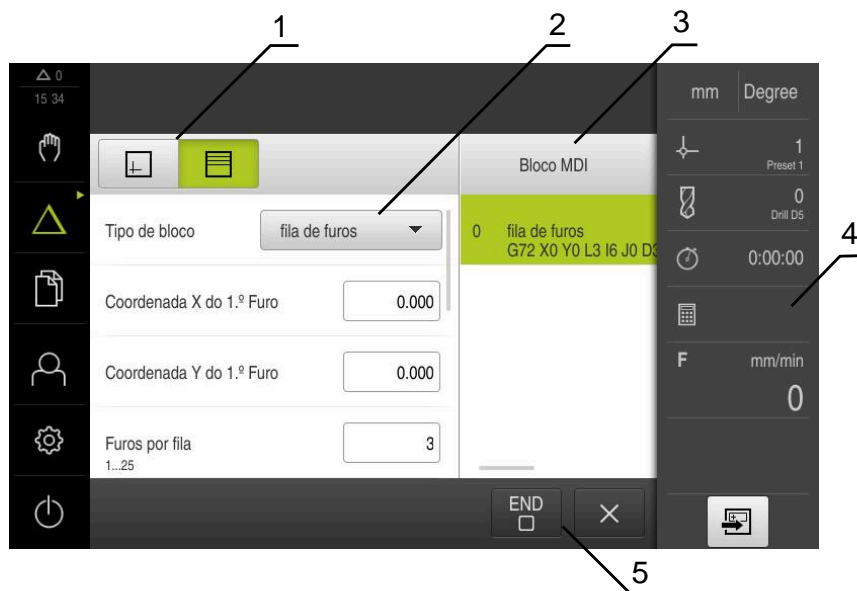 1
2
3
0
15 34
mm Degree
1
Preset 1
Bloco MDI
0
Drill D5
Tipo de bloco
fila de furos
0 fila de furos
G72 X0 Y0 L3 I6 J0 D3
4
0:00:00
Coordenada X do 1.º Furo
0.000
Coordenada Y do 1.º Furo
0.000
F mm/min
0
Furos por fila
1...25
3
END
5